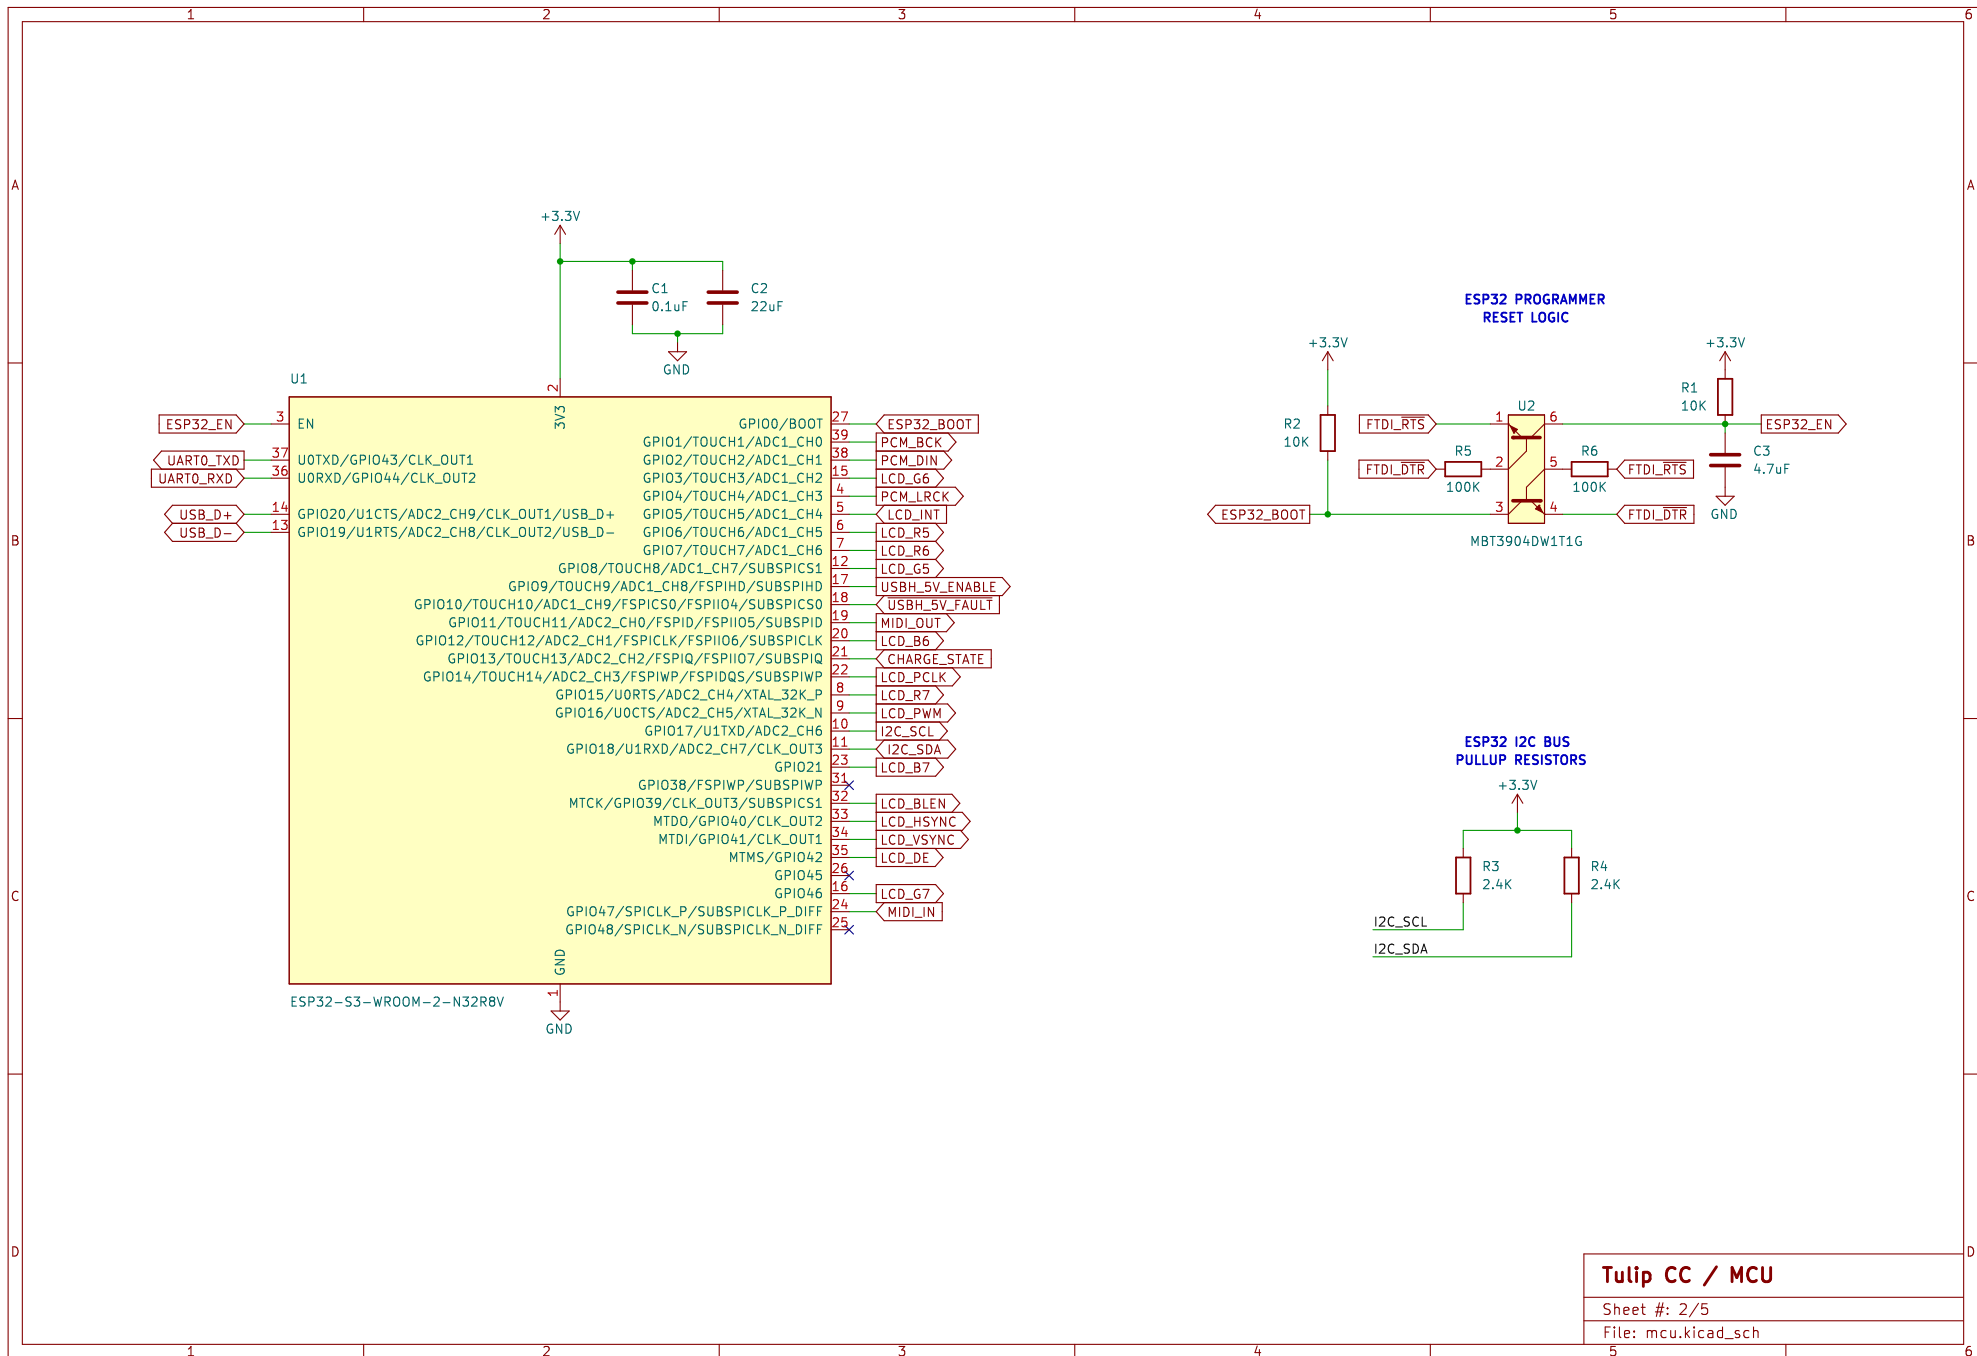 1 2 3 4 5 6
A A
+3.3V
C1 C2
0.1uF 22uF
GND
ESP32 PROGRAMMER
RESET LOGIC
+3.3V +3.3V
U1
R1
10K
R2
10K
U2
FTDI_RTS 1 6 ESP32_EN
R5 R6 C3
FTDI_DTR 2 5 FTDI_RTS 4.7uF
100K 100K
ESP32_BOOT 3 4 FTDI_DTR GND
MBT3904DW1T1G
2
3V3
ESP32_EN 3 EN
UART0_TXD 37 U0TXD/GPIO43/CLK_OUT1
UART0_RXD 36 U0RXD/GPIO44/CLK_OUT2
USB_D+ 14 GPIO20/U1CTS/ADC2_CH9/CLK_OUT1/USB_D+
USB_D- 13 GPIO19/U1RTS/ADC2_CH8/CLK_OUT2/USB_D-
GPIO0/BOOT 27 ESP32_BOOT
GPIO1/TOUCH1/ADC1_CH0 39 PCM_BCK
GPIO2/TOUCH2/ADC1_CH1 38 PCM_DIN
GPIO3/TOUCH3/ADC1_CH2 15 LCD_G6
GPIO4/TOUCH4/ADC1_CH3 4 PCM_LRCK
GPIO5/TOUCH5/ADC1_CH4 5 LCD_INT
GPIO6/TOUCH6/ADC1_CH5 6 LCD_R5
GPIO7/TOUCH7/ADC1_CH6 7 LCD_R6
GPIO8/TOUCH8/ADC1_CH7/SUBSPICS1 12 LCD_G5
GPIO9/TOUCH9/ADC1_CH8/FSPIHD/SUBSPIHD 17 USBH_5V_ENABLE
GPIO10/TOUCH10/ADC1_CH9/FSPICS0/FSPIIO4/SUBSPICS0 18 USBH_5V_FAULT
GPIO11/TOUCH11/ADC2_CH0/FSPID/FSPIIO5/SUBSPID 19 MIDI_OUT
GPIO12/TOUCH12/ADC2_CH1/FSPICLK/FSPIIO6/SUBSPICLK 20 LCD_B6
GPIO13/TOUCH13/ADC2_CH2/FSPIQ/FSPIIO7/SUBSPIQ 21 CHARGE_STATE
GPIO14/TOUCH14/ADC2_CH3/FSPIWP/FSPIDQS/SUBSPIWP 22 LCD_PCLK
GPIO15/U0RTS/ADC2_CH4/XTAL_32K_P 8 LCD_R7
GPIO16/U0CTS/ADC2_CH5/XTAL_32K_N 9 LCD_PWM
GPIO17/U1TXD/ADC2_CH6 10 I2C_SCL
GPIO18/U1RXD/ADC2_CH7/CLK_OUT3 11 I2C_SDA
GPIO21 23 LCD_B7
GPIO38/FSPIWP/SUBSPIWP 31
MTCK/GPIO39/CLK_OUT3/SUBSPICS1 32 LCD_BLEN
MTDO/GPIO40/CLK_OUT2 33 LCD_HSYNC
MTDI/GPIO41/CLK_OUT1 34 LCD_VSYNC
MTMS/GPIO42 35 LCD_DE
GPIO45 26
GPIO46 16 LCD_G7
GPIO47/SPICLK_P/SUBSPICLK_P_DIFF 24 MIDI_IN
GPIO48/SPICLK_N/SUBSPICLK_N_DIFF 25
GND
1
ESP32-S3-WROOM-2-N32R8V
GND
B B
ESP32 I2C BUS
PULLUP RESISTORS
+3.3V
R3 R4
2.4K 2.4K
I2C_SCL
I2C_SDA
C C
D D
Tulip CC / MCU
Sheet #: 2/5
File: mcu.kicad_sch
1 2 3 4 5 6